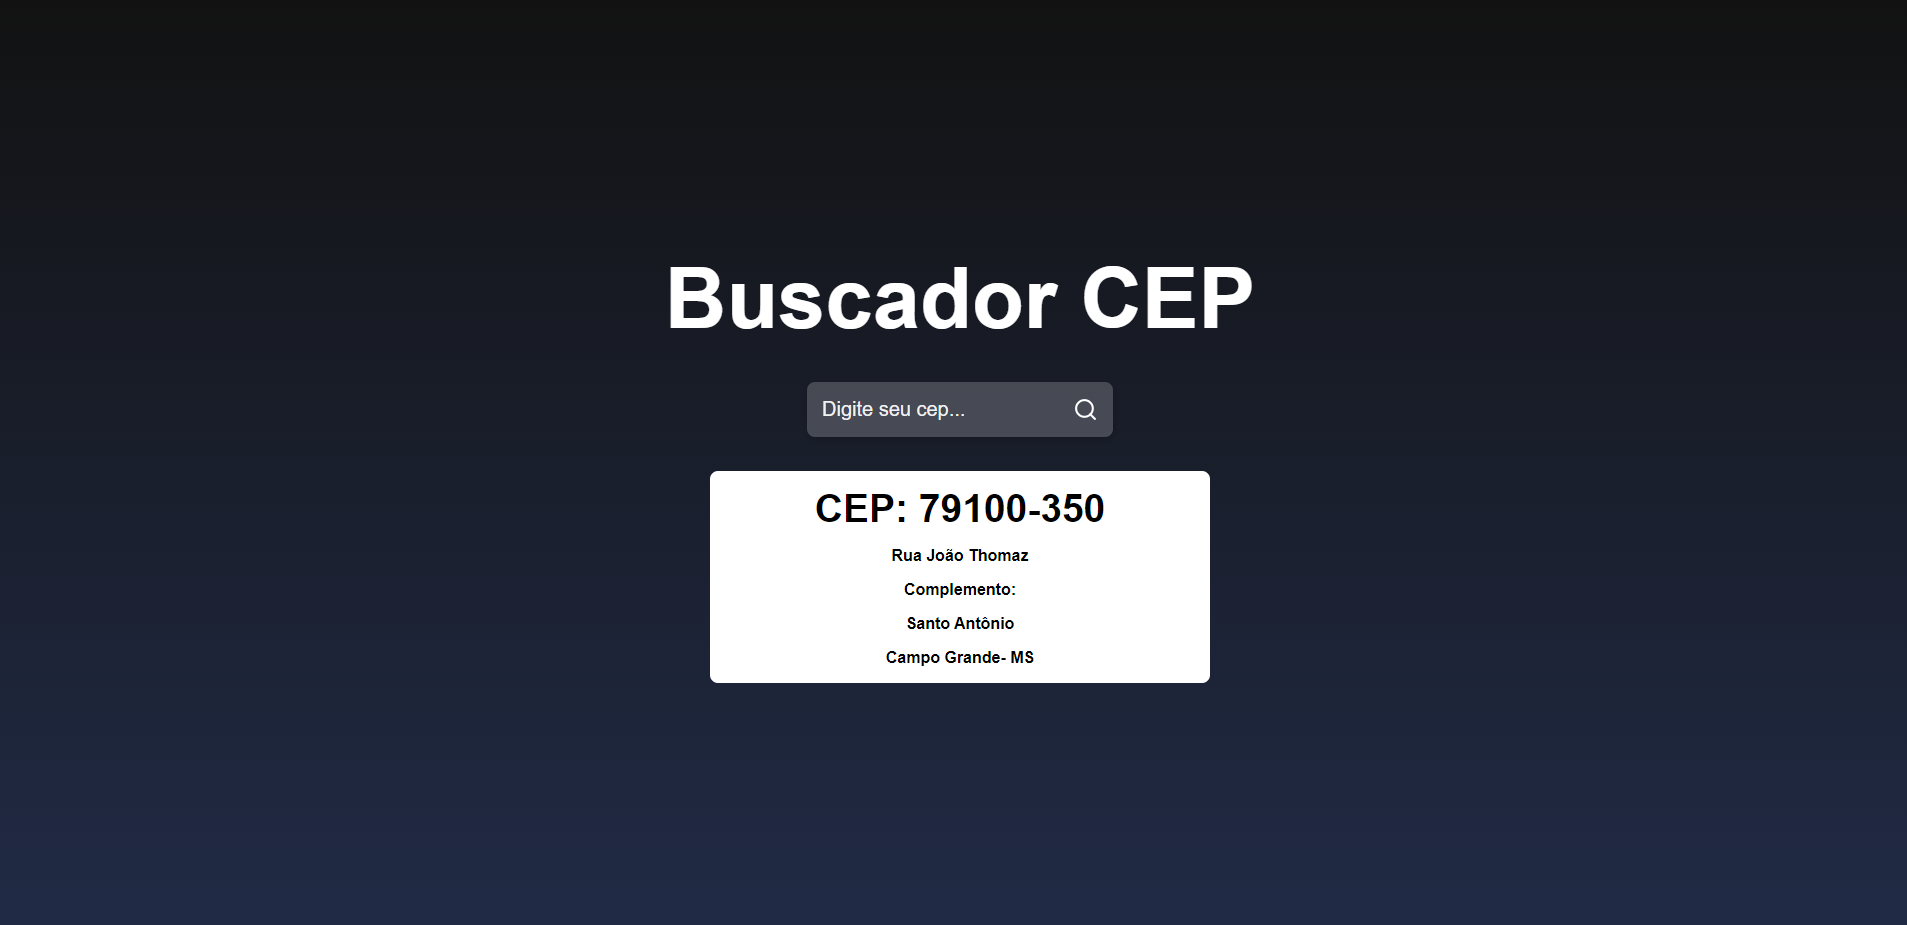 Buscador CEP
Digite seu cep...
CEP: 79100-350
Rua João Thomaz
Complemento:
Santo Antônio
Campo Grande- MS